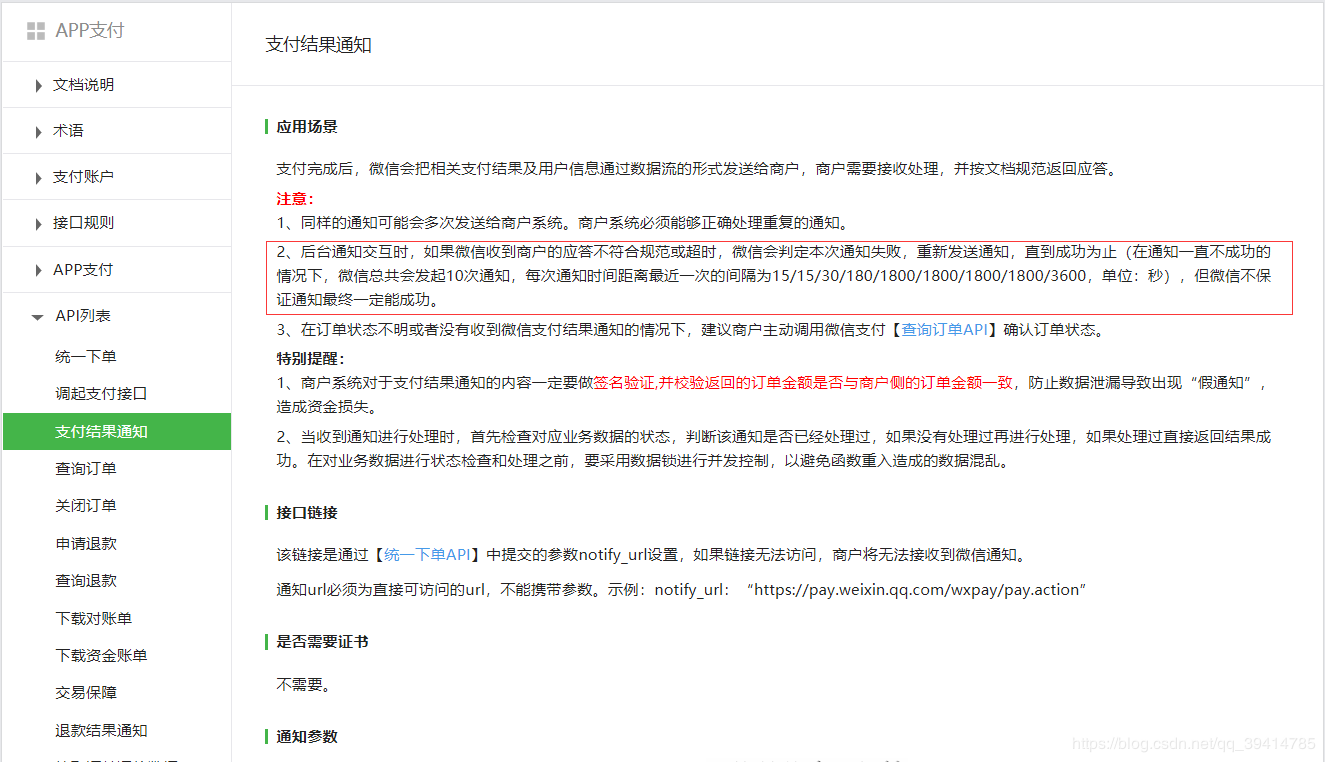 APP支付
文档说明
术语
支付账户
接口规则
APP支付
API列表
统一下单
调起支付接口
支付结果通知
查询订单
关闭订单
申请退款
查询退款
下载对账单
下载资金账单
交易保障
退款结果通知
支付结果通知
应用场景
支付完成后，微信会把相关支付结果及用户信息通过数据流的形式发送给商户，商户需要接收处理，并按文档规范返回应答。
注意：
1、同样的通知可能会多次发送给商户系统。商户系统必须能够正确处理重复的通知。
2、后台通知交互时，如果微信收到商户的应答不符合规范或超时，微信会判定本次通知失败，重新发送通知，直到成功为止（在通知一直不成功的
情况下，微信总共会发起10次通知，每次通知时间距离最近一次的间隔为15/15/30/180/1800/1800/1800/1800/3600，单位：秒），但微信不保
证通知最终一定能成功。
3、在订单状态不明或者没有收到微信支付结果通知的情况下，建议商户主动调用微信支付【查询订单API】确认订单状态。
特别提醒：
1、商户系统对于支付结果通知的内容一定要做签名验证,并校验返回的订单金额是否与商户侧的订单金额一致，防止数据泄漏导致出现“假通知”，
造成资金损失。
2、当收到通知进行处理时，首先检查对应业务数据的状态，判断该通知是否已经处理过，如果没有处理过再进行处理，如果处理过直接返回结果成
功。在对业务数据进行状态检查和处理之前，要采用数据锁进行并发控制，以避免函数重入造成的数据混乱。
接口链接
该链接是通过【统一下单API】中提交的参数notify_url设置，如果链接无法访问，商户将无法接收到微信通知。
通知url必须为直接可访问的url，不能携带参数。示例：notify_url：“https://pay.weixin.qq.com/wxpay/pay.action”
是否需要证书
不需要。
通知参数
https://blog.csdn.net/qq_39414785